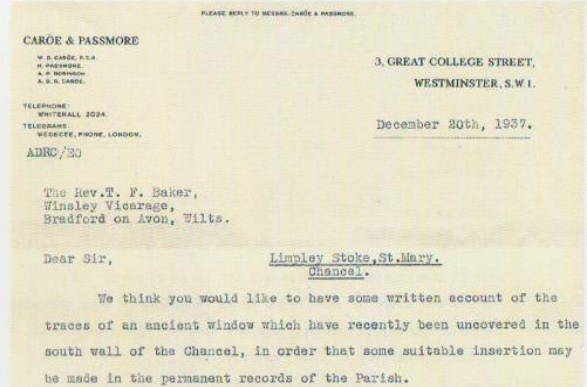 PLEASE REPLY TO MESSRS. CARÖE & PASSMORE.
CARÖE & PASSMORE
W. D. CARÖE, F.S.A.
H. PASSMORE.
A. P. ROBINSON
A. D. R. CAROE.
TELEPHONE:
WHITEHALL 2024.
TELEGRAMS:
WEDECEE, PHONE, LONDON.
ADRC/EO
3, GREAT COLLEGE STREET,
WESTMINSTER, S.W.1.
December 20th, 1937.
The Rev.T. F. Baker,
Winsley Vicarage,
Bradford on Avon, Wilts.
Dear Sir,
Limpley Stoke,St.Mary.
Chancel.
We think you would like to have some written account of the
traces of an ancient window which have recently been uncovered in the
south wall of the Chancel, in order that some suitable insertion may
be made in the permanent records of the Parish.